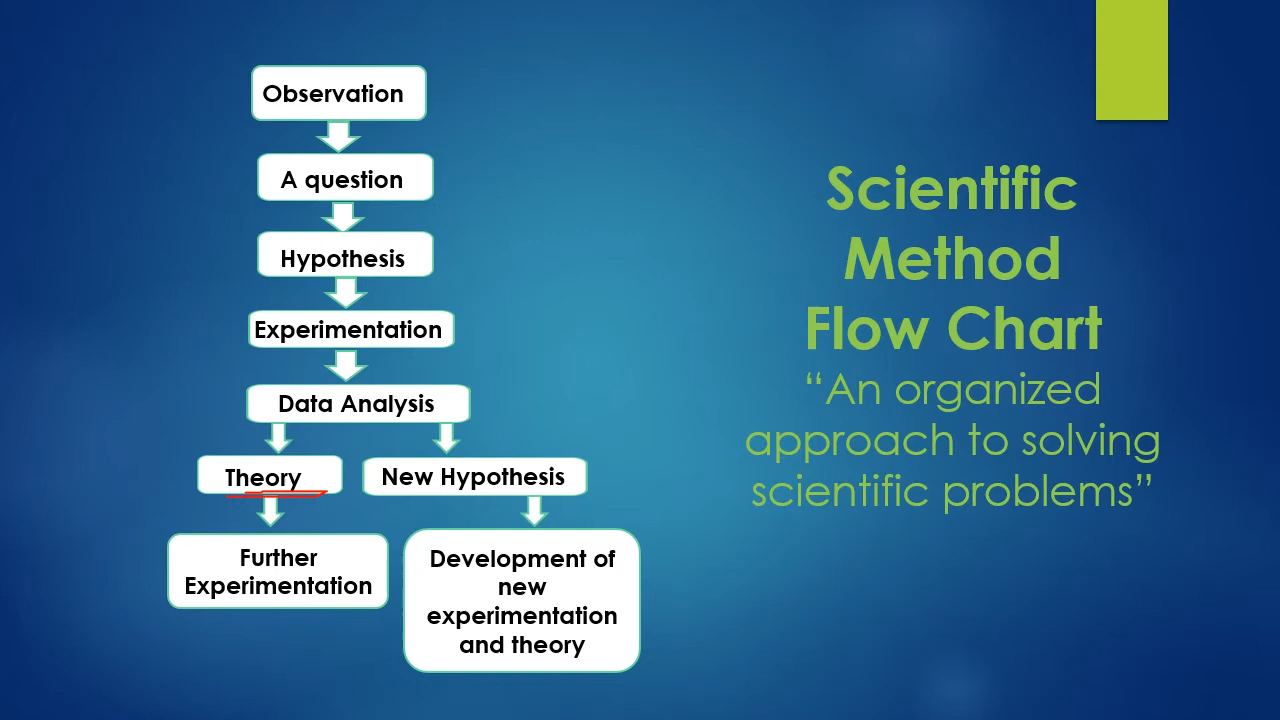 Observation
A question
Hypothesis
Experimentation
Data Analysis
Theory
New Hypothesis
Further
Experimentation
Development of
new
experimentation
and theory
Scientific
Method
Flow Chart
“An organized
approach to solving
scientific problems”